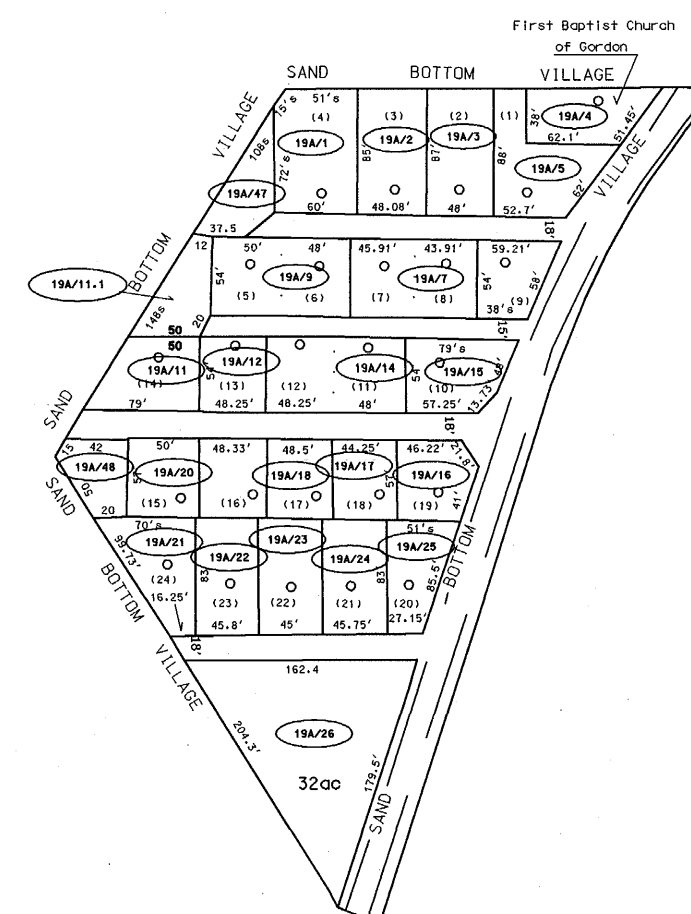 First Baptist Church
of Gordon
SAND BOTTOM VILLAGE
VILLAGE
15's 51's (3) (2) (1) 38' 19A/4 51.45'
(4)
108s 19A/1 85' 19A/2 87' 19A/3 88' 62.1'
72's 19A/5
VILLAGE
19A/47 62'
60' 48.08' 48' 52.7'
37.5 18'
12 50' 48' 45.91' 43.91' 59.21'
BOTTOM
19A/11.1 54' 19A/9 19A/7 54' 58'
(5) (6) (7) (8) (9)
148s 20 38's
50 15'
50 79's
19A/11 54' 19A/12 19A/14 54' 19A/15 48'
(14) (13) (12) (11) (10)
79' 48.25' 48.25' 48' 57.25' 13.73'
SAND
18'
15 42 50' 48.33' 48.5' 44.25' 46.22' 21.8'
19A/48 57' 19A/20 19A/18 19A/17 57' 19A/16
50 (15) (16) (17) (18) (19) 41'
SAND
20
70's 51's
99.73' 19A/21 19A/22 19A/23 19A/24 19A/25
BOTTOM
83 83 85.5'
(24) (23) (22) (21) (20)
16.25' 45.8' 45' 45.75' 27.15'
BOTTOM
18'
VILLAGE
162.4
204.3' 19A/26
32ac 179.5'
SAND